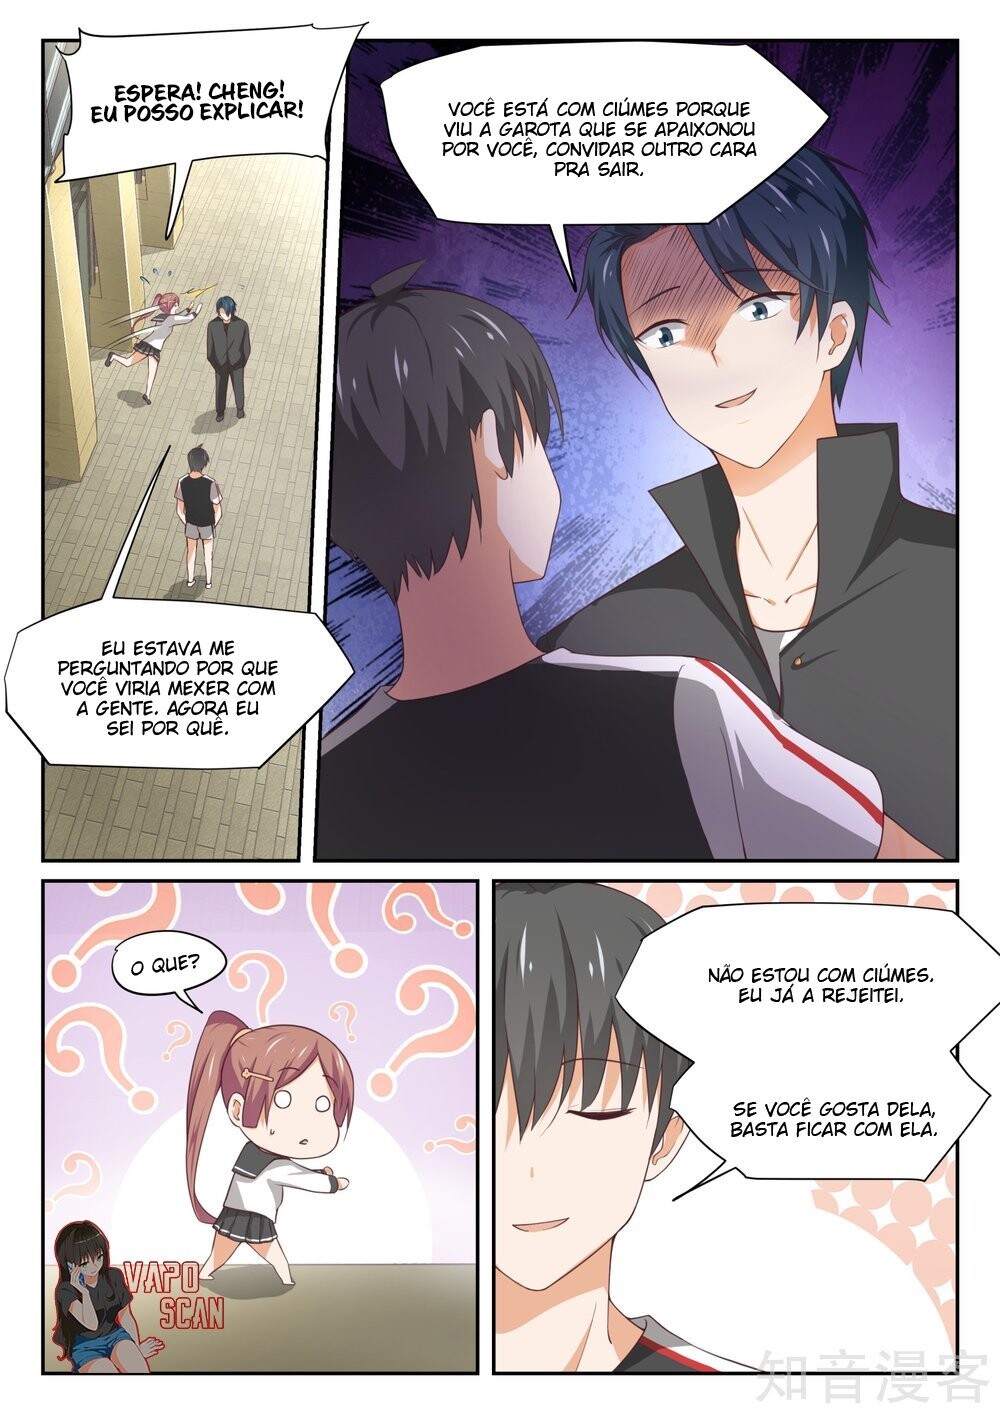 ESPERA! CHENG!
EU POSSO EXPLICAR!
VOCÊ ESTÁ COM CIÚMES PORQUE
VIU A GAROTA QUE SE APAIXONOU
POR VOCÊ, CONVIDAR OUTRO CARA
PRA SAIR.
EU ESTAVA ME
PERGUNTANDO POR QUE
VOCÊ VIRIA MEXER COM
A GENTE. AGORA EU
SEI POR QUÊ.
O QUE?
NÃO ESTOU COM CIÚMES.
EU JÁ A REJEITEI.
SE VOCÊ GOSTA DELA,
BASTA FICAR COM ELA.
VAPO
SCAN
知音漫客